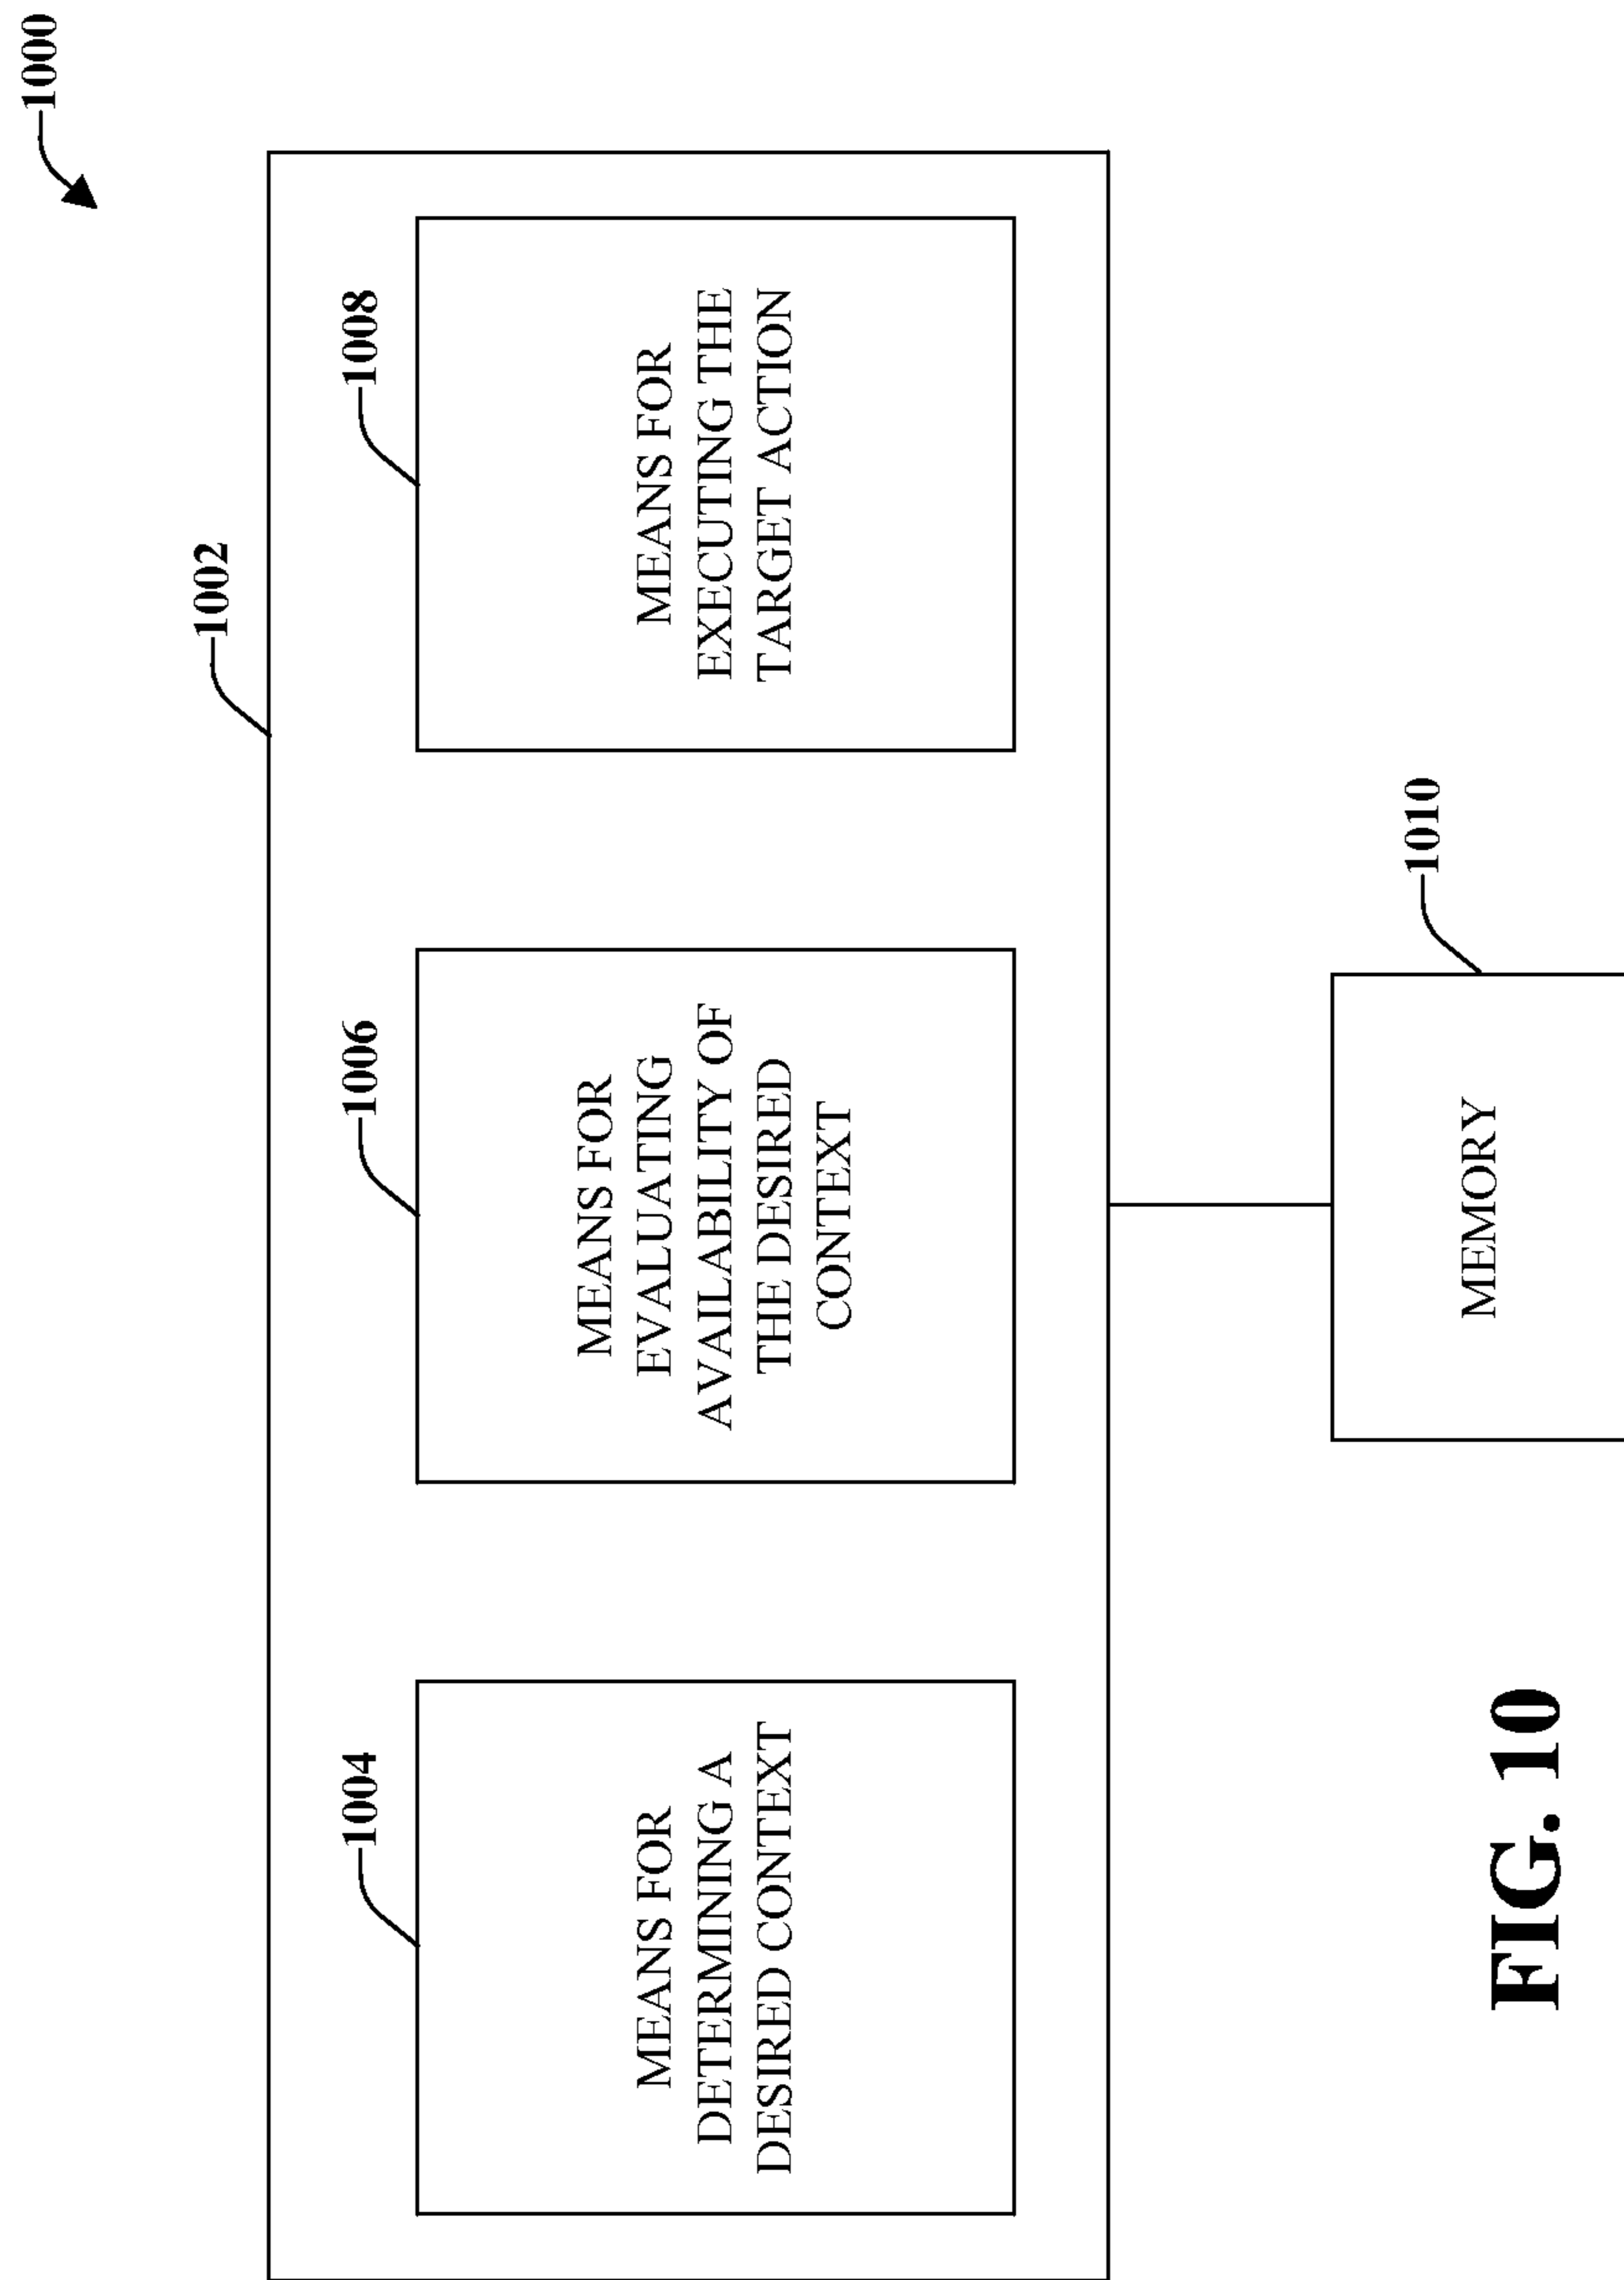 1000
1002
1004
1006
1008
MEANS FOR
DETERMINING A
DESIRED CONTEXT
MEANS FOR
EVALUATING
AVAILABILITY OF
THE DESIRED
CONTEXT
MEANS FOR
EXECUTING THE
TARGET ACTION
1010
MEMORY
FIG. 10